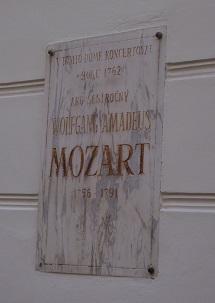 V TOMTO DOME KONCERTOVAL
ROKU 1762
AKO ŠESŤROČNÝ
WOLFGANG AMADEUS
MOZART
1756 - 1791